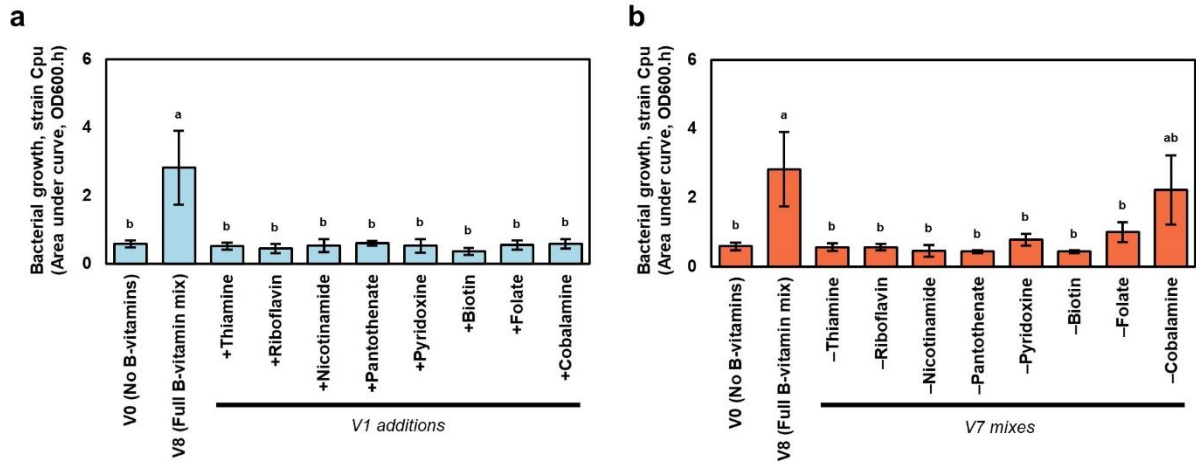 a
Bacterial growth, strain Cpu
(Area under curve, OD600.h)
6
4
2
0
b
a
b
b
b
b
b
b
b
b
V0 (No B-vitamins)
V8 (Full B-vitamin mix)
+Thiamine
+Riboflavin
+Nicotinamide
+Pantothenate
+Pyridoxine
+Biotin
+Folate
+Cobalamine
V1 additions
b
Bacterial growth, strain Cpu
(Area under curve, OD600.h)
6
4
2
0
b
a
b
b
b
b
b
b
b
ab
V0 (No B-vitamins)
V8 (Full B-vitamin mix)
–Thiamine
–Riboflavin
–Nicotinamide
–Pantothenate
–Pyridoxine
–Biotin
–Folate
–Cobalamine
V7 mixes